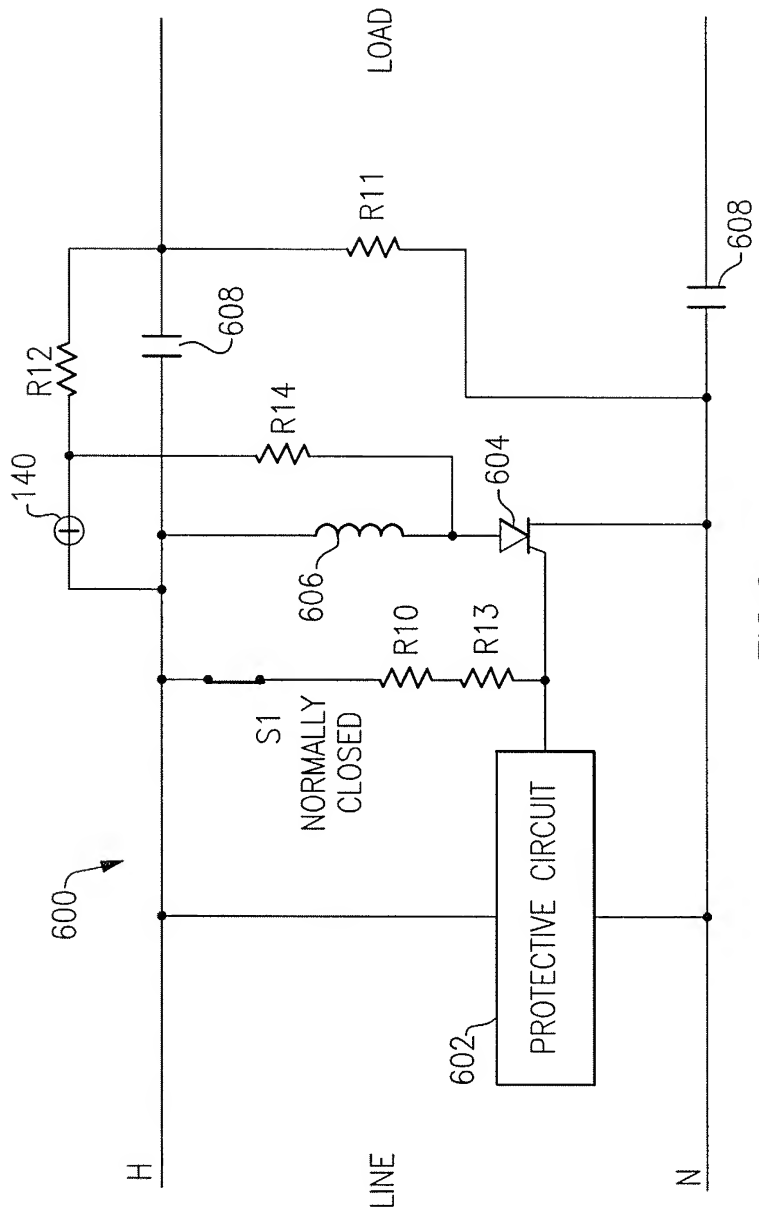 600
H
LINE
N
602
PROTECTIVE CIRCUIT
S1
NORMALLY
CLOSED
R10
R13
606
604
140
R14
R12
608
R11
608
LOAD